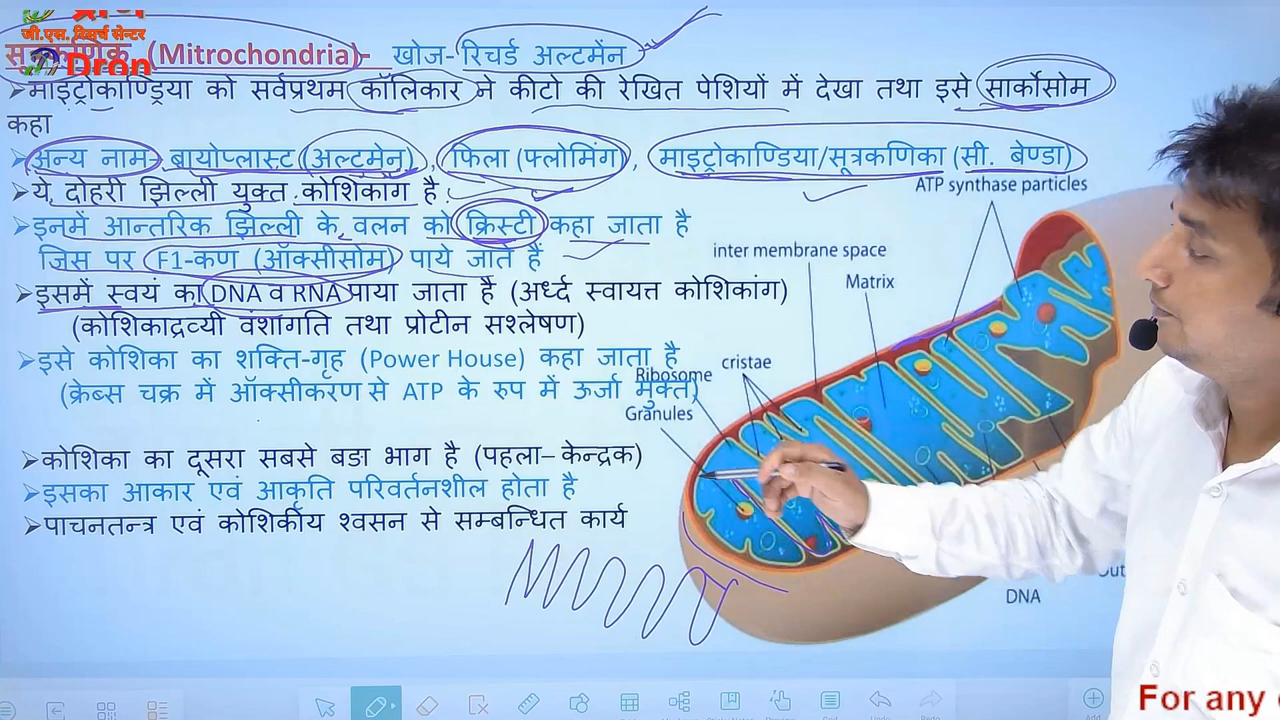 जी.एस. रिसर्च सेन्टर
Dron
सूत्रकणिक (Mitrochondria)- खोज- रिचर्ड अल्टमेंन
➢माइट्रोकाण्ड्रिया को सर्वप्रथम कॉलिकार ने कीटो की रेखित पेशियों में देखा तथा इसे सार्कोसोम
कहा
➢अन्य नाम- बायोप्लास्ट (अल्टमेन) , फिला (फ्लोमिंग) , माइट्रोकाण्डिया/सूत्रकणिका (सी. बेण्डा)
➢ये दोहरी झिल्ली युक्त कोशिकांग है
➢इनमें आन्तरिक झिल्ली के वलन को क्रिस्टी कहा जाता है
जिस पर F1-कण (ऑक्सीसोम) पाये जाते हैं
➢इसमें स्वयं का DNA व RNA पाया जाता है (अर्ध्द स्वायत्त कोशिकांग)
(कोशिकाद्रव्यी वंशागति तथा प्रोटीन सश्लेषण)
➢इसे कोशिका का शक्ति-गृह (Power House) कहा जाता है
(क्रेब्स चक्र में ऑक्सीकरण से ATP के रुप में ऊर्जा मुक्त)
➢कोशिका का दूसरा सबसे बडा भाग है (पहला– केन्द्रक)
➢इसका आकार एवं आकृति परिवर्तनशील होता है
➢पाचनतन्त्र एवं कोशिकीय श्वसन से सम्बन्धित कार्य
ATP synthase particles
inter membrane space
Matrix
cristae
Ribosome
Granules
DNA
For any